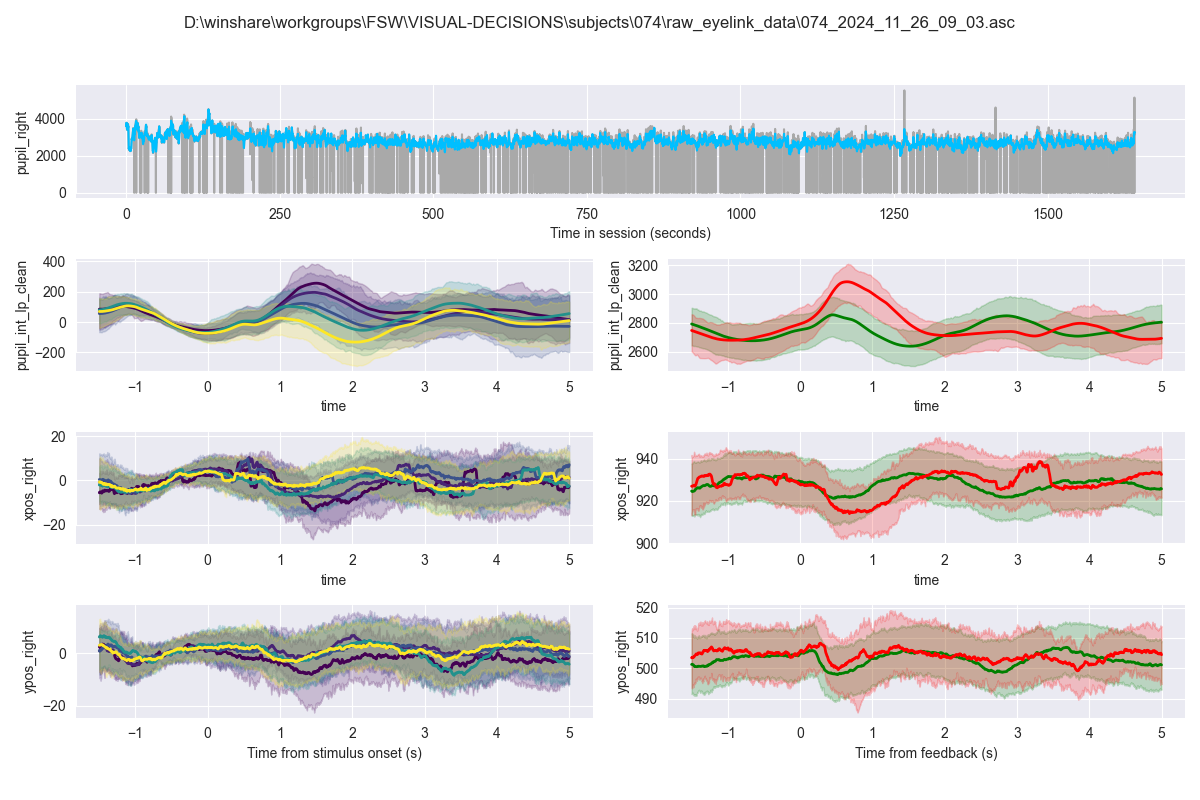 D:\winshare\workgroups\FSW\VISUAL-DECISIONS\subjects\074\raw_eyelink_data\074_2024_11_26_09_03.asc
pupil_right
4000
2000
0
0 250 500 750 1000 1250 1500
Time in session (seconds)
pupil_int_lp_clean
400
200
0
−200
−1 0 1 2 3 4 5
time
pupil_int_lp_clean
3200
3000
2800
2600
−1 0 1 2 3 4 5
time
xpos_right
20
0
−20
−1 0 1 2 3 4 5
time
xpos_right
940
920
900
−1 0 1 2 3 4 5
time
ypos_right
0
−20
−1 0 1 2 3 4 5
Time from stimulus onset (s)
ypos_right
520
510
500
490
−1 0 1 2 3 4 5
Time from feedback (s)